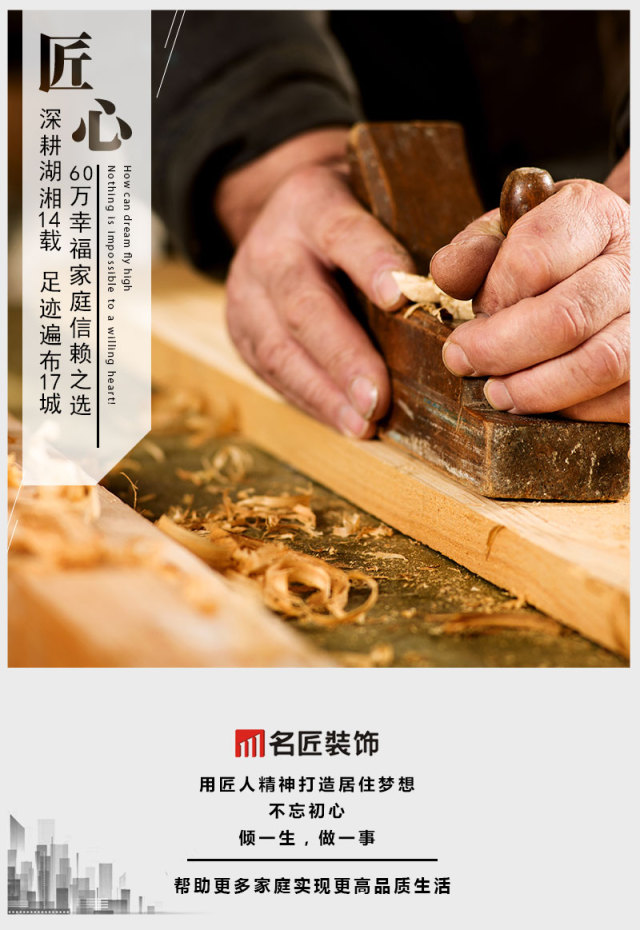 匠心
深耕湖湘14载 足迹遍布17城
60万幸福家庭信赖之选
How can dream fly high
Nothing is impossible to a willing heart!
名匠装饰
用匠人精神打造居住梦想
不忘初心
倾一生，做一事
帮助更多家庭实现更高品质生活